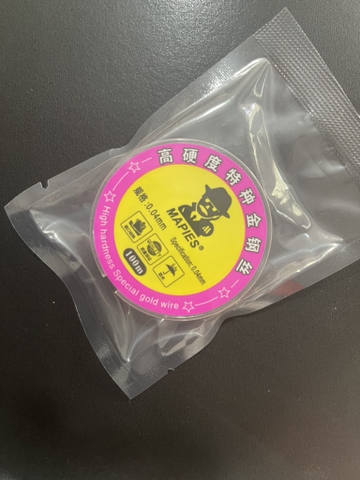 高硬度特种金钢丝
MAPIES®
规格:0.04mm
Specification: 0.04mm
100m
High hardness Special gold wire